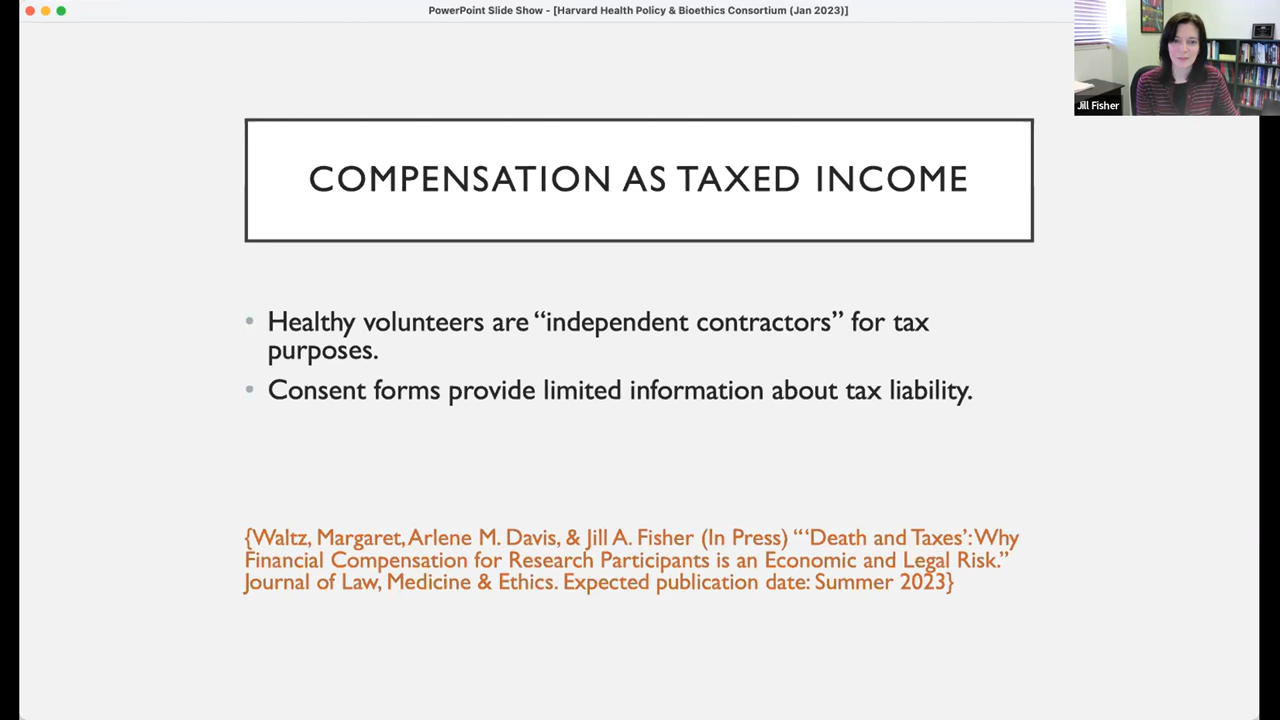 PowerPoint Slide Show - [Harvard Health Policy & Bioethics Consortium (Jan 2023)]
Jill Fisher
COMPENSATION AS TAXED INCOME
• Healthy volunteers are “independent contractors” for tax
purposes.
• Consent forms provide limited information about tax liability.
{Waltz, Margaret, Arlene M. Davis, & Jill A. Fisher (In Press) “‘Death and Taxes’: Why
Financial Compensation for Research Participants is an Economic and Legal Risk.”
Journal of Law, Medicine & Ethics. Expected publication date: Summer 2023}